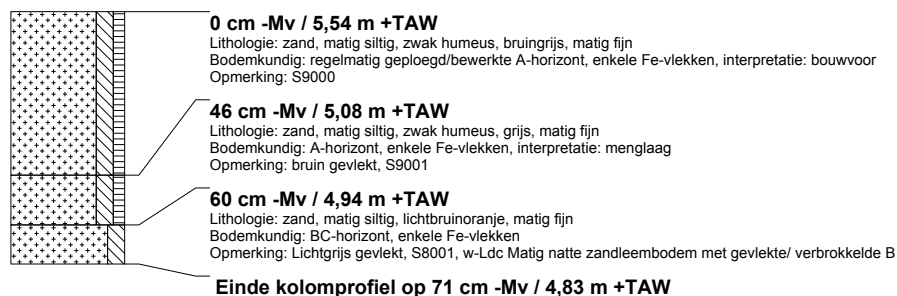 0 cm -Mv / 5,54 m +TAW
Lithologie: zand, matig siltig, zwak humeus, bruingrijs, matig fijn
Bodemkundig: regelmatig geploegd/bewerkte A-horizont, enkele Fe-vlekken, interpretatie: bouwvoor
Opmerking: S9000
46 cm -Mv / 5,08 m +TAW
Lithologie: zand, matig siltig, zwak humeus, grijs, matig fijn
Bodemkundig: A-horizont, enkele Fe-vlekken, interpretatie: menglaag
Opmerking: bruin gevlekt, S9001
60 cm -Mv / 4,94 m +TAW
Lithologie: zand, matig siltig, lichtbruinoranje, matig fijn
Bodemkundig: BC-horizont, enkele Fe-vlekken
Opmerking: Lichtgrijs gevlekt, S8001, w-Ldc Matig natte zandleembodem met gevlekte/ verbrokkelde B
Einde kolomprofiel op 71 cm -Mv / 4,83 m +TAW